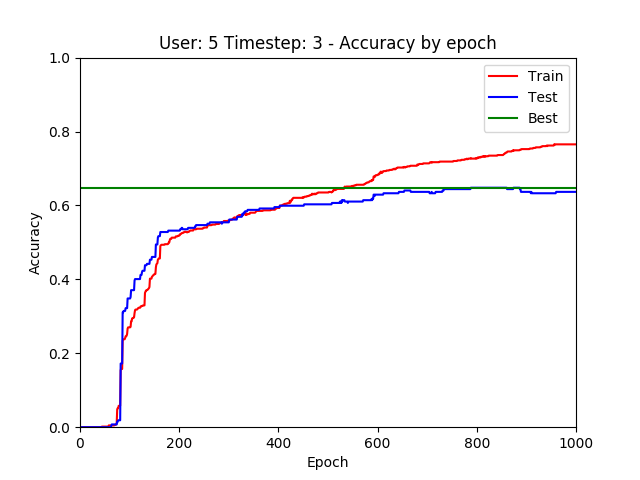 User: 5 Timestep: 3 - Accuracy by epoch
1.0
0.8
0.6
0.4
0.2
0.0
Accuracy
Train
Test
Best
0 200 400 600 800 1000
Epoch